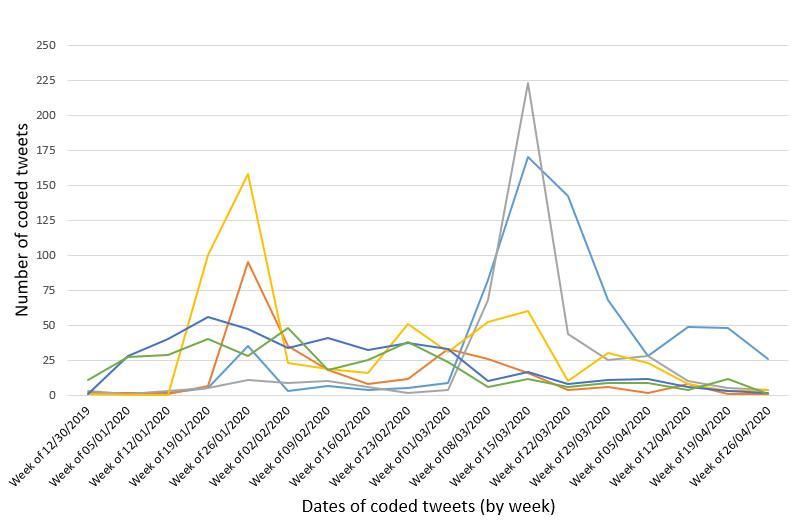 250
225
200
175
150
125
100
75
50
25
0
Number of coded tweets
Week of 12/30/2019
Week of 05/01/2020
Week of 12/01/2020
Week of 19/01/2020
Week of 26/01/2020
Week of 02/02/2020
Week of 09/02/2020
Week of 16/02/2020
Week of 23/02/2020
Week of 01/03/2020
Week of 08/03/2020
Week of 15/03/2020
Week of 22/03/2020
Week of 29/03/2020
Week of 05/04/2020
Week of 12/04/2020
Week of 19/04/2020
Week of 26/04/2020
Dates of coded tweets (by week)